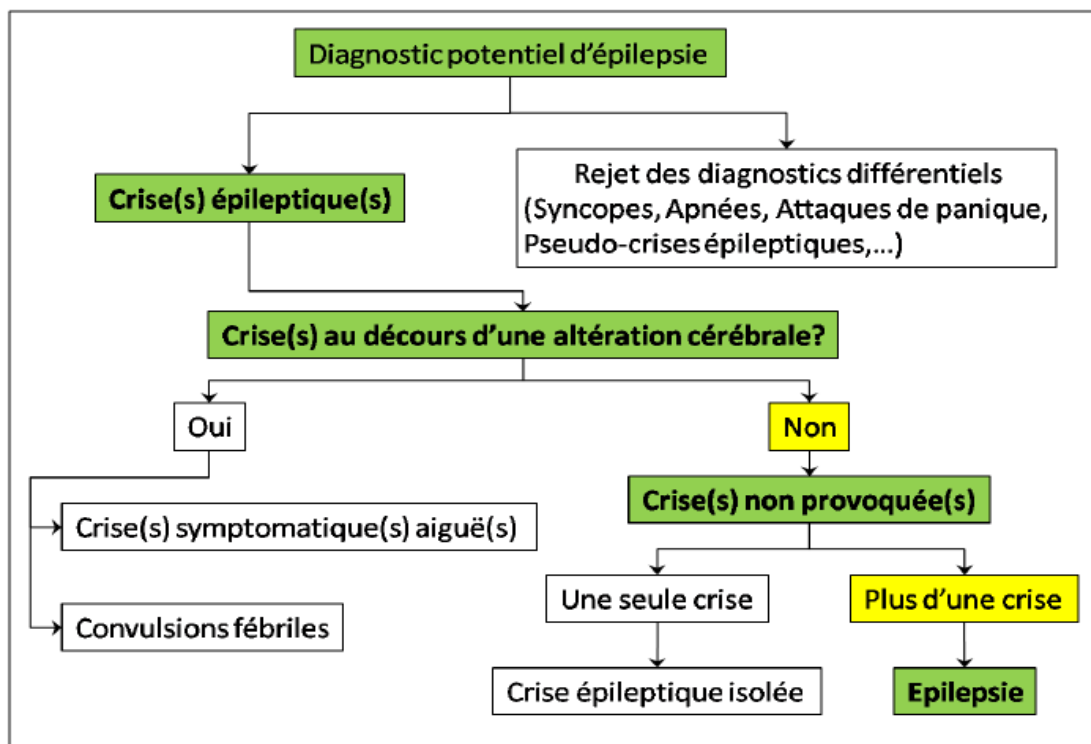 Diagnostic potentiel d'épilepsie
Crise(s) épileptique(s)
Rejet des diagnostics différentiels
(Syncopes, Apnées, Attaques de panique,
Pseudo-crises épileptiques,...)
Crise(s) au décours d'une altération cérébrale?
Oui
Non
Crise(s) non provoquée(s)
Crise(s) symptomatique(s) aiguë(s)
Convulsions fébriles
Une seule crise
Plus d'une crise
Crise épileptique isolée
Epilepsie